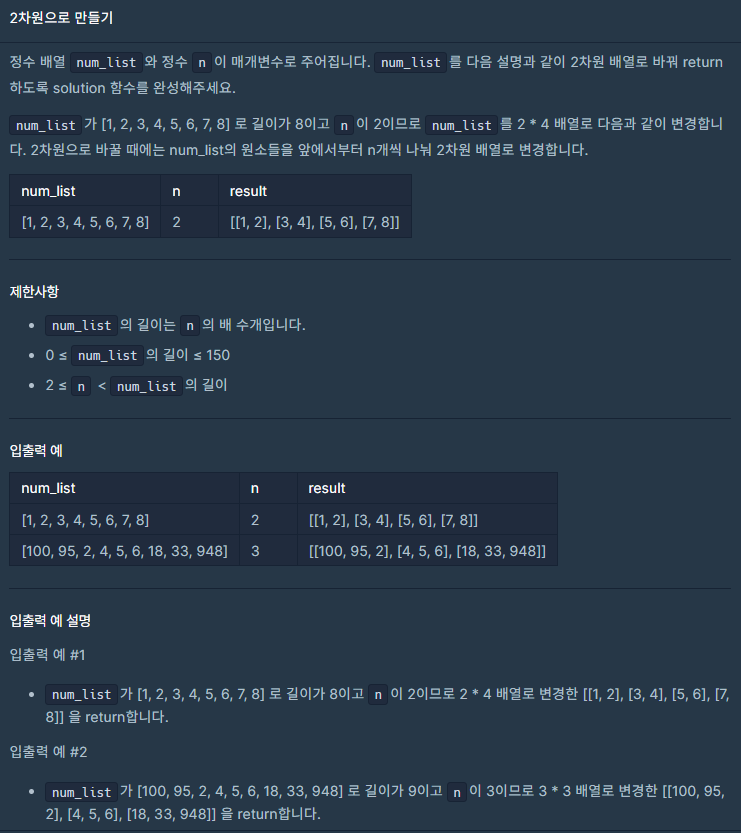 2차원으로 만들기
정수 배열 num_list 와 정수 n 이 매개변수로 주어집니다. num_list 를 다음 설명과 같이 2차원 배열로 바꿔 return
하도록 solution 함수를 완성해주세요.
num_list 가 [1, 2, 3, 4, 5, 6, 7, 8] 로 길이가 8이고 n 이 2이므로 num_list 를 2 * 4 배열로 다음과 같이 변경합니
다. 2차원으로 바꿀 때에는 num_list의 원소들을 앞에서부터 n개씩 나눠 2차원 배열로 변경합니다.
num_list n result
[1, 2, 3, 4, 5, 6, 7, 8] 2 [[1, 2], [3, 4], [5, 6], [7, 8]]
제한사항
• num_list 의 길이는 n 의 배 수개입니다.
• 0 ≤ num_list 의 길이 ≤ 150
• 2 ≤ n < num_list 의 길이
입출력 예
num_list n result
[1, 2, 3, 4, 5, 6, 7, 8] 2 [[1, 2], [3, 4], [5, 6], [7, 8]]
[100, 95, 2, 4, 5, 6, 18, 33, 948] 3 [[100, 95, 2], [4, 5, 6], [18, 33, 948]]
입출력 예 설명
입출력 예 #1
• num_list 가 [1, 2, 3, 4, 5, 6, 7, 8] 로 길이가 8이고 n 이 2이므로 2 * 4 배열로 변경한 [[1, 2], [3, 4], [5, 6], [7,
8]] 을 return합니다.
입출력 예 #2
• num_list 가 [100, 95, 2, 4, 5, 6, 18, 33, 948] 로 길이가 9이고 n 이 3이므로 3 * 3 배열로 변경한 [[100, 95,
2], [4, 5, 6], [18, 33, 948]] 을 return합니다.